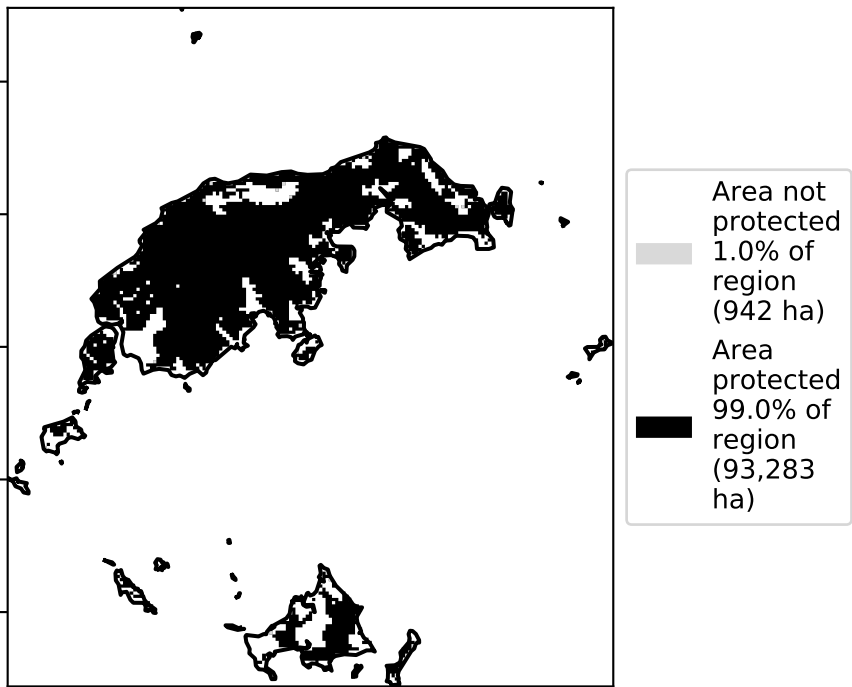 Area not
protected
1.0% of
region
(942 ha)
Area
protected
99.0% of
region
(93,283
ha)